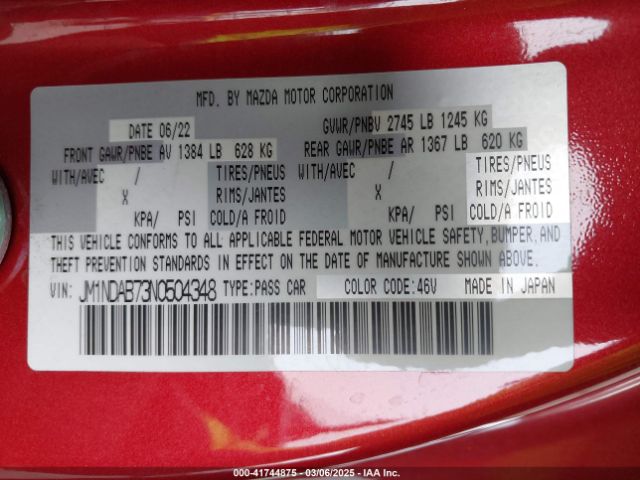 MFD. BY MAZDA MOTOR CORPORATION
DATE 06/22 GVWR/PNBV 2745 LB 1245 KG
FRONT GAWR/PNBE AV 1384 LB 628 KG REAR GAWR/PNBE AR 1367 LB 620 KG
WITH/AVEC / TIRES/PNEUS WITH/AVEC / TIRES/PNEUS
X RIMS/JANTES X RIMS/JANTES
KPA/ PSI COLD/A FROID KPA/ PSI COLD/A FROID
THIS VEHICLE CONFORMS TO ALL APPLICABLE FEDERAL MOTOR VEHICLE SAFETY, BUMPER, AND
THEFT PREVENTION STANDARDS IN EFFECT ON THE DATE OF MANUFACTURE SHOWN ABOVE.
VIN: JM1NDAB73N0504348 TYPE:PASS CAR COLOR CODE:46V MADE IN JAPAN
000-41744875 - 03/06/2025 - IAA Inc.